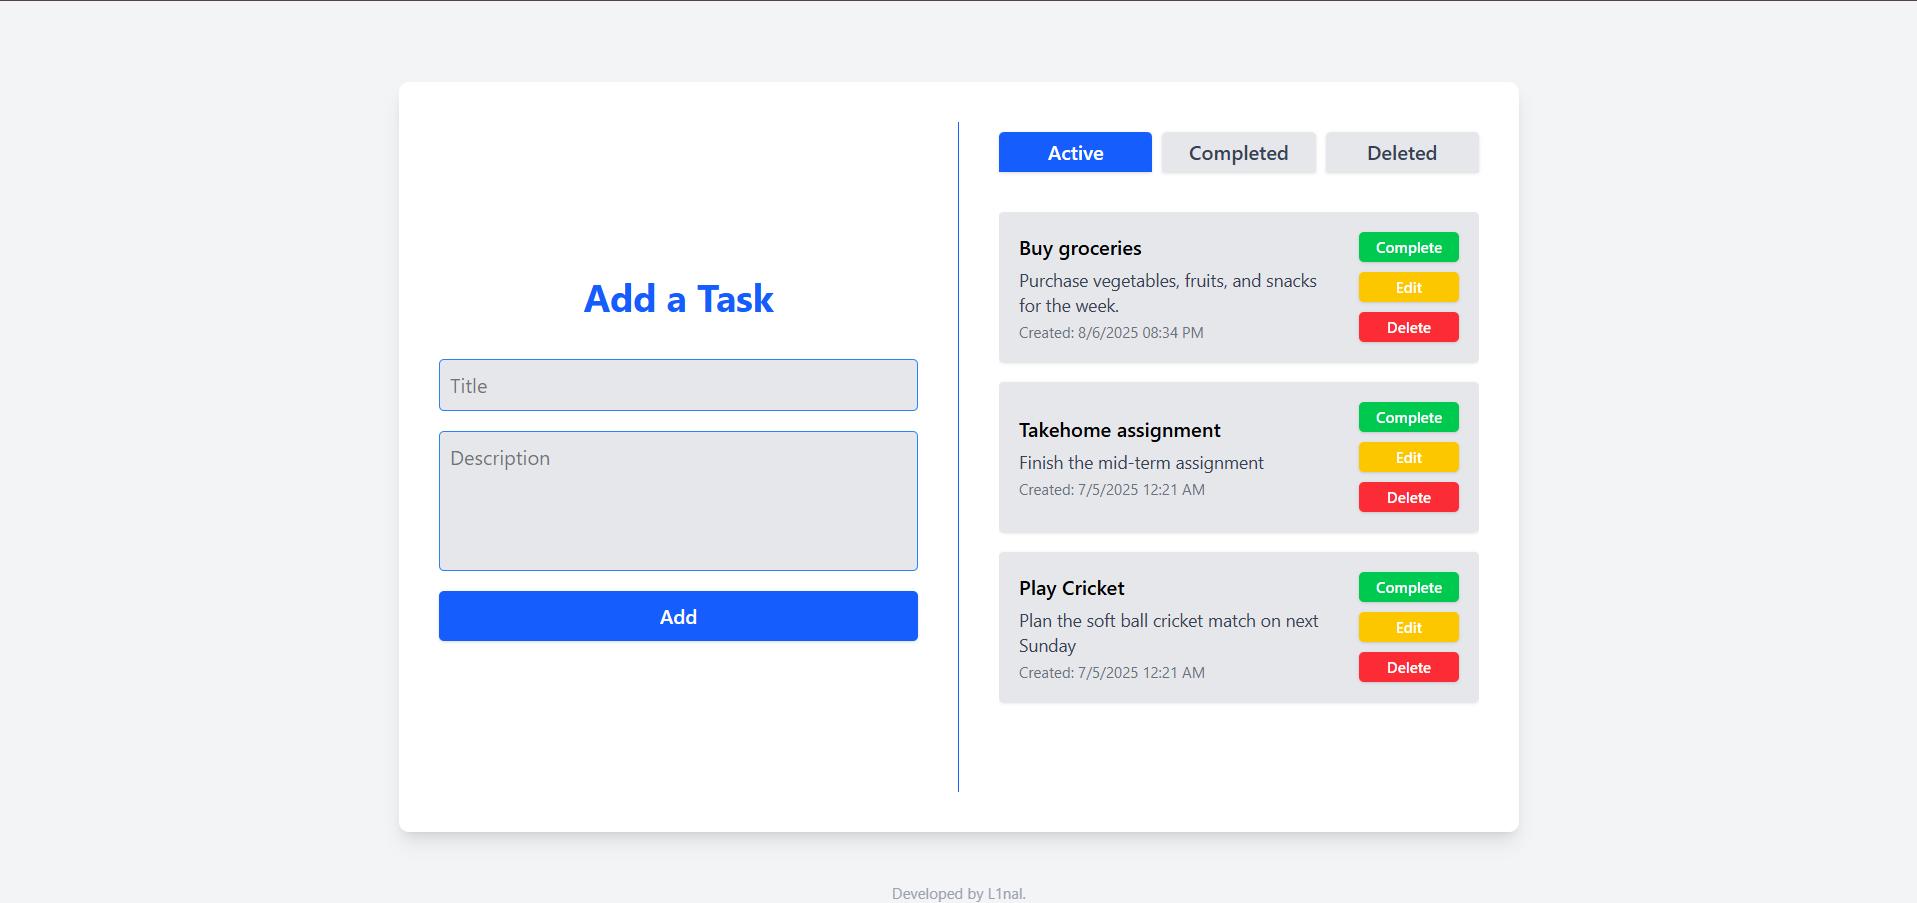 Add a Task
Title
Description
Add
Active
Completed
Deleted
Buy groceries
Purchase vegetables, fruits, and snacks
for the week.
Created: 8/6/2025 08:34 PM
Complete
Edit
Delete
Takehome assignment
Finish the mid-term assignment
Created: 7/5/2025 12:21 AM
Complete
Edit
Delete
Play Cricket
Plan the soft ball cricket match on next
Sunday
Created: 7/5/2025 12:21 AM
Complete
Edit
Delete
Developed by L1nal.